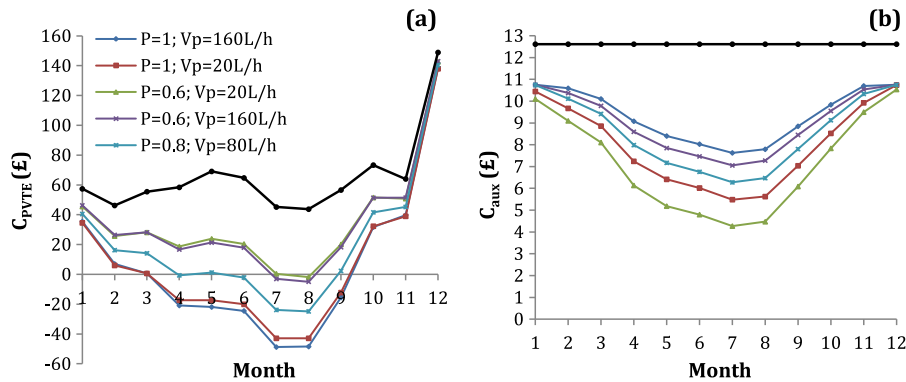 (a)
160
140
120
100
80
60
40
20
0
-20
-40
-60
C_PVTE (£)
P=1; Vp=160L/h
P=1; Vp=20L/h
P=0.6; Vp=20L/h
P=0.6; Vp=160L/h
P=0.8; Vp=80L/h
1 2 3 4 5 6 7 8 9 10 11 12
Month
(b)
13
12
11
10
9
8
7
6
5
4
3
2
1
0
C_aux (£)
1 2 3 4 5 6 7 8 9 10 11 12
Month